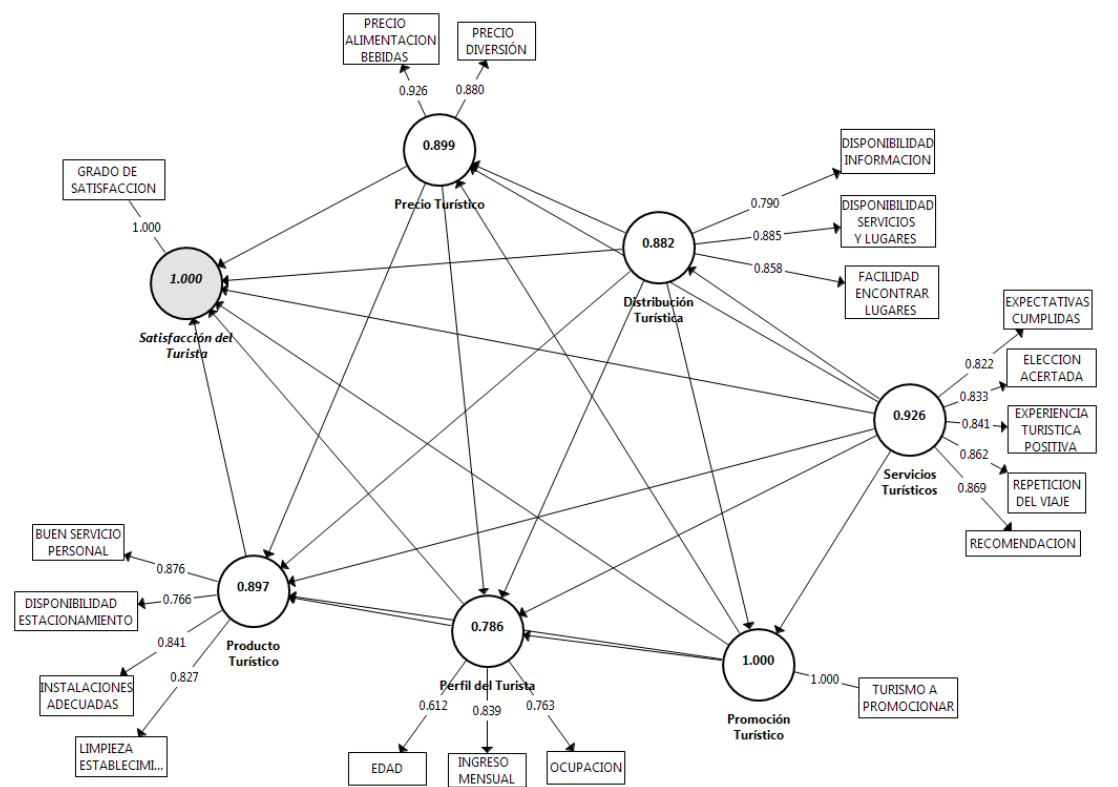 PRECIO
ALIMENTACION
BEBIDAS
PRECIO
DIVERSIÓN
0.926
0.880
0.899
Precio Turístico
GRADO DE
SATISFACCION
1.000
1.000
Satisfacción del
Turista
DISPONIBILIDAD
INFORMACION
0.790
DISPONIBILIDAD
SERVICIOS
Y LUGARES
0.885
0.882
0.858
FACILIDAD
ENCONTRAR
LUGARES
Distribución
Turística
EXPECTATIVAS
CUMPLIDAS
0.822
ELECCION
ACERTADA
0.833
0.926
0.841
EXPERIENCIA
TURISTICA
POSITIVA
0.862
Servicios
Turísticos
REPETICION
DEL VIAJE
0.869
RECOMENDACION
BUEN SERVICIO
PERSONAL
0.876
0.897
DISPONIBILIDAD
ESTACIONAMIENTO
0.766
0.841
Producto
Turístico
0.827
INSTALACIONES
ADECUADAS
LIMPIEZA
ESTABLECIMI...
0.786
Perfil del Turista
0.612
0.839
0.763
EDAD
INGRESO
MENSUAL
OCUPACION
1.000
1.000
TURISMO A
PROMOCIONAR
Promoción
Turístico